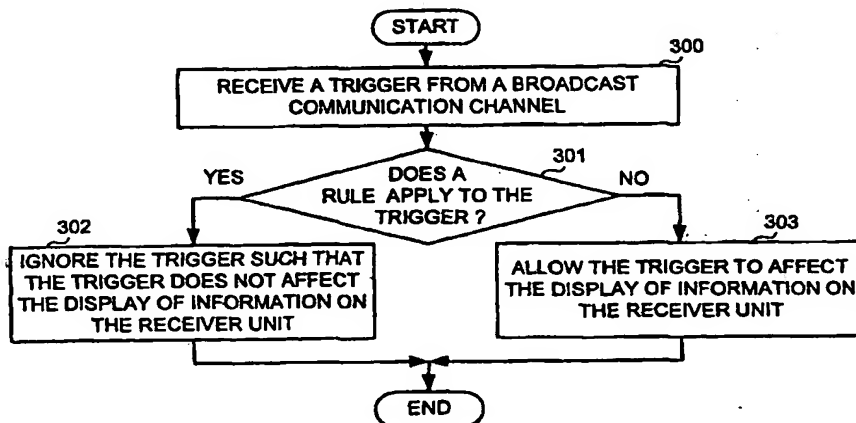 START
300
RECEIVE A TRIGGER FROM A BROADCAST
COMMUNICATION CHANNEL
301
YES
DOES A
RULE APPLY TO THE
TRIGGER ?
NO
302
IGNORE THE TRIGGER SUCH THAT
THE TRIGGER DOES NOT AFFECT
THE DISPLAY OF INFORMATION ON
THE RECEIVER UNIT
303
ALLOW THE TRIGGER TO AFFECT
THE DISPLAY OF INFORMATION ON
THE RECEIVER UNIT
END